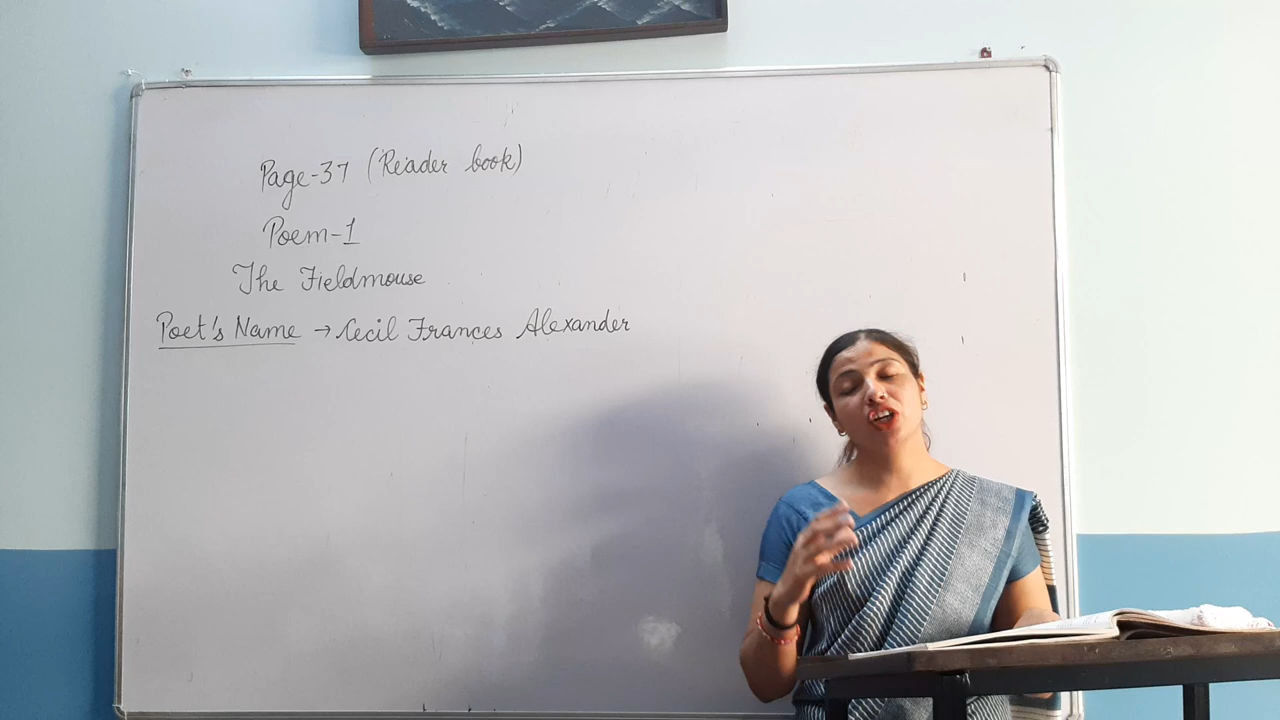 Page-37 (Reader book)
Poem-1
The Fieldmouse
Poet's Name → Cecil Frances Alexander